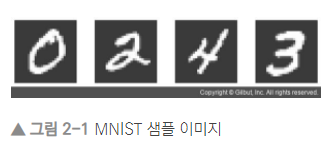 0 2 4 3
Copyright © Gilbut, Inc. All rights reserved.
▲ 그림 2-1 MNIST 샘플 이미지